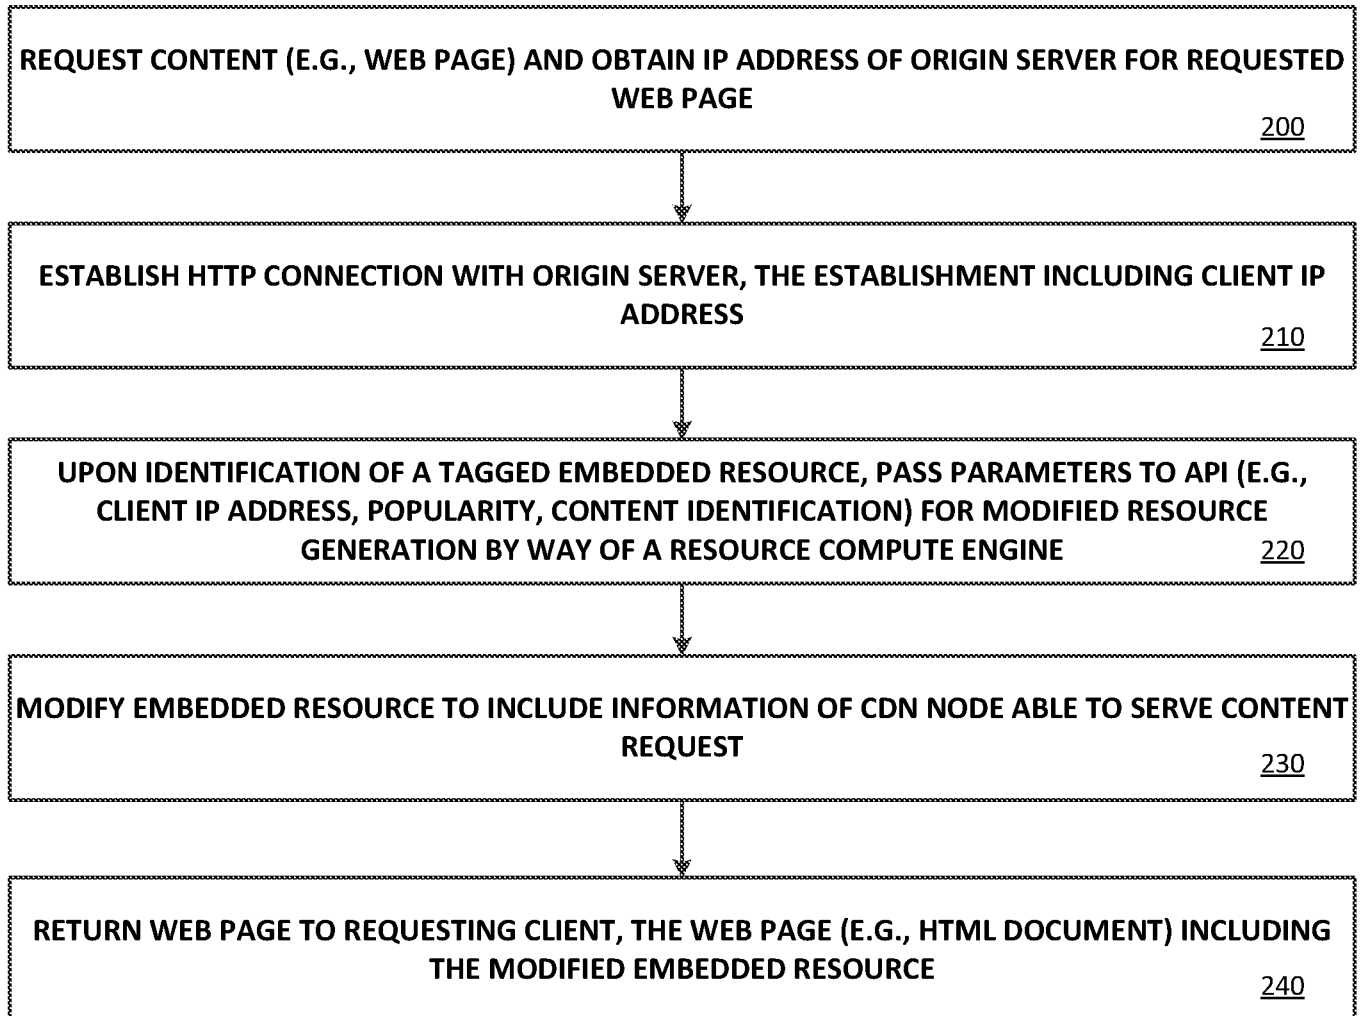 REQUEST CONTENT (E.G., WEB PAGE) AND OBTAIN IP ADDRESS OF ORIGIN SERVER FOR REQUESTED
WEB PAGE
200
ESTABLISH HTTP CONNECTION WITH ORIGIN SERVER, THE ESTABLISHMENT INCLUDING CLIENT IP
ADDRESS
210
UPON IDENTIFICATION OF A TAGGED EMBEDDED RESOURCE, PASS PARAMETERS TO API (E.G.,
CLIENT IP ADDRESS, POPULARITY, CONTENT IDENTIFICATION) FOR MODIFIED RESOURCE
GENERATION BY WAY OF A RESOURCE COMPUTE ENGINE
220
MODIFY EMBEDDED RESOURCE TO INCLUDE INFORMATION OF CDN NODE ABLE TO SERVE CONTENT
REQUEST
230
RETURN WEB PAGE TO REQUESTING CLIENT, THE WEB PAGE (E.G., HTML DOCUMENT) INCLUDING
THE MODIFIED EMBEDDED RESOURCE
240